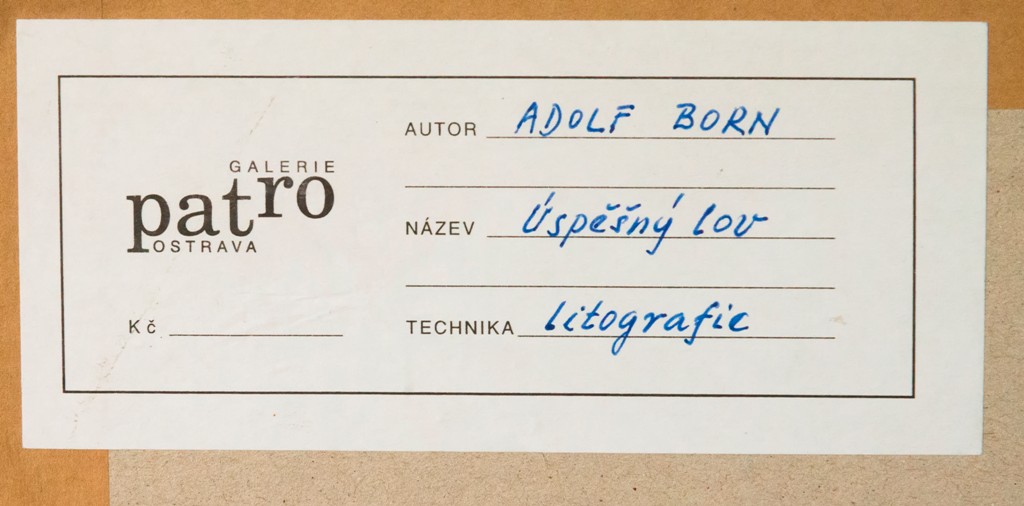 GALERIE
patro
OSTRAVA
Kč
AUTOR ADOLF BORN
NÁZEV Úspěšný lov
TECHNIKA litografie